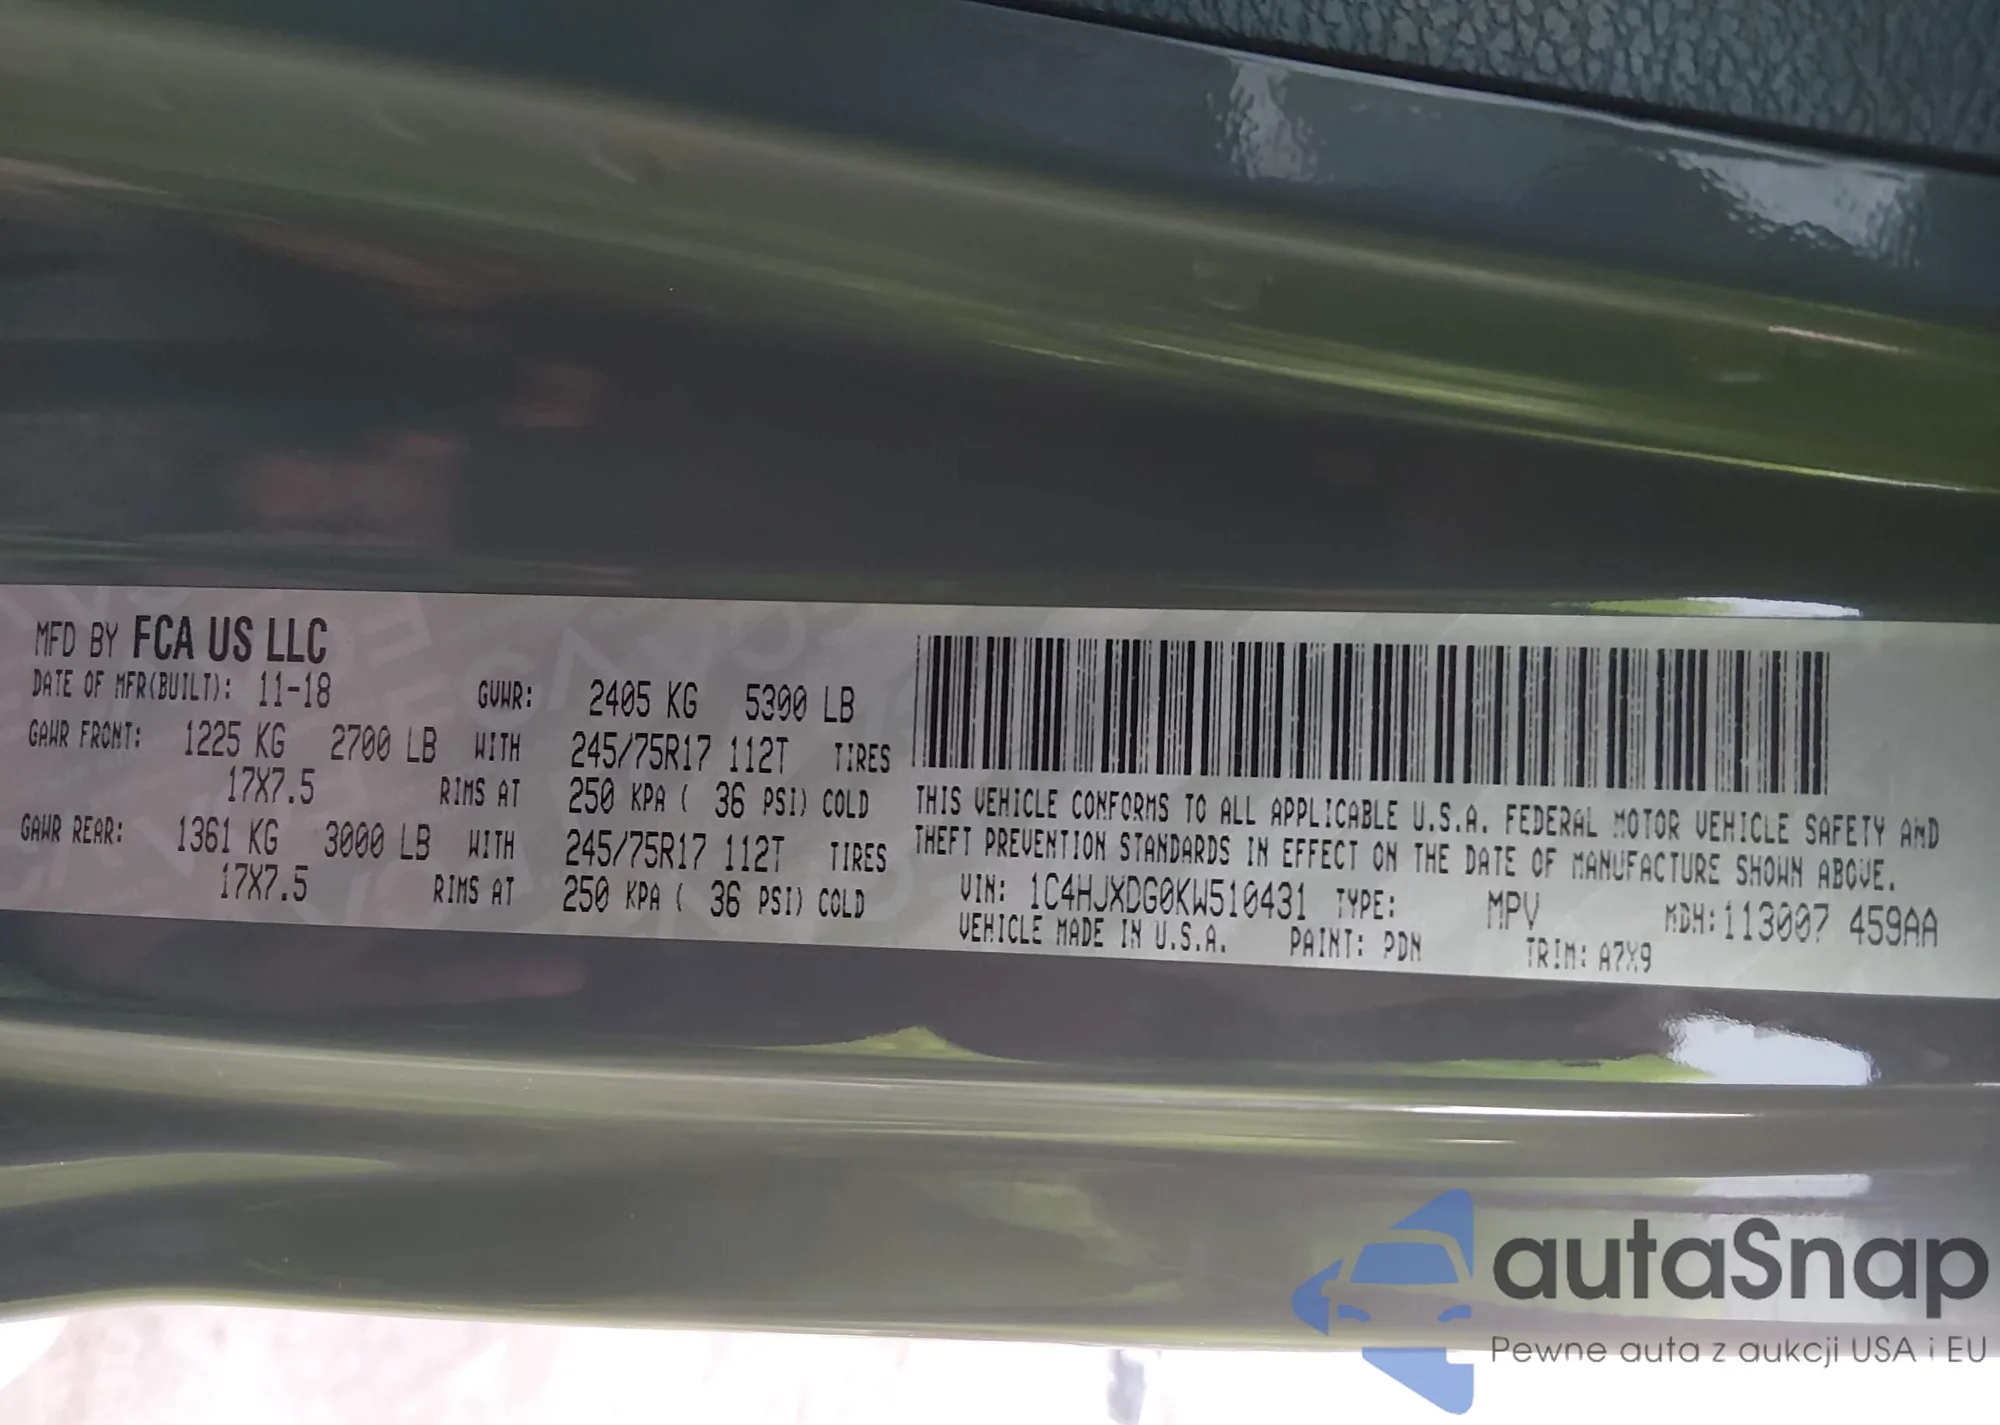 MFD BY FCA US LLC
DATE OF MFR(BUILT): 11-18 GVWR: 2405 KG 5300 LB
GAWR FRONT: 1225 KG 2700 LB WITH 245/75R17 112T TIRES
17X7.5 RIMS AT 250 KPA ( 36 PSI) COLD
GAWR REAR: 1361 KG 3000 LB WITH 245/75R17 112T TIRES
17X7.5 RIMS AT 250 KPA ( 36 PSI) COLD
THIS VEHICLE CONFORMS TO ALL APPLICABLE U.S.A. FEDERAL MOTOR VEHICLE SAFETY AND
THEFT PREVENTION STANDARDS IN EFFECT ON THE DATE OF MANUFACTURE SHOWN ABOVE.
VIN: 1C4HJXDG0KW510431 TYPE: MPV MDH: 113007 459AA
VEHICLE MADE IN U.S.A. PAINT: PDN TRIM: A7X9
autaSnap
Pewne auta z aukcji USA i EU